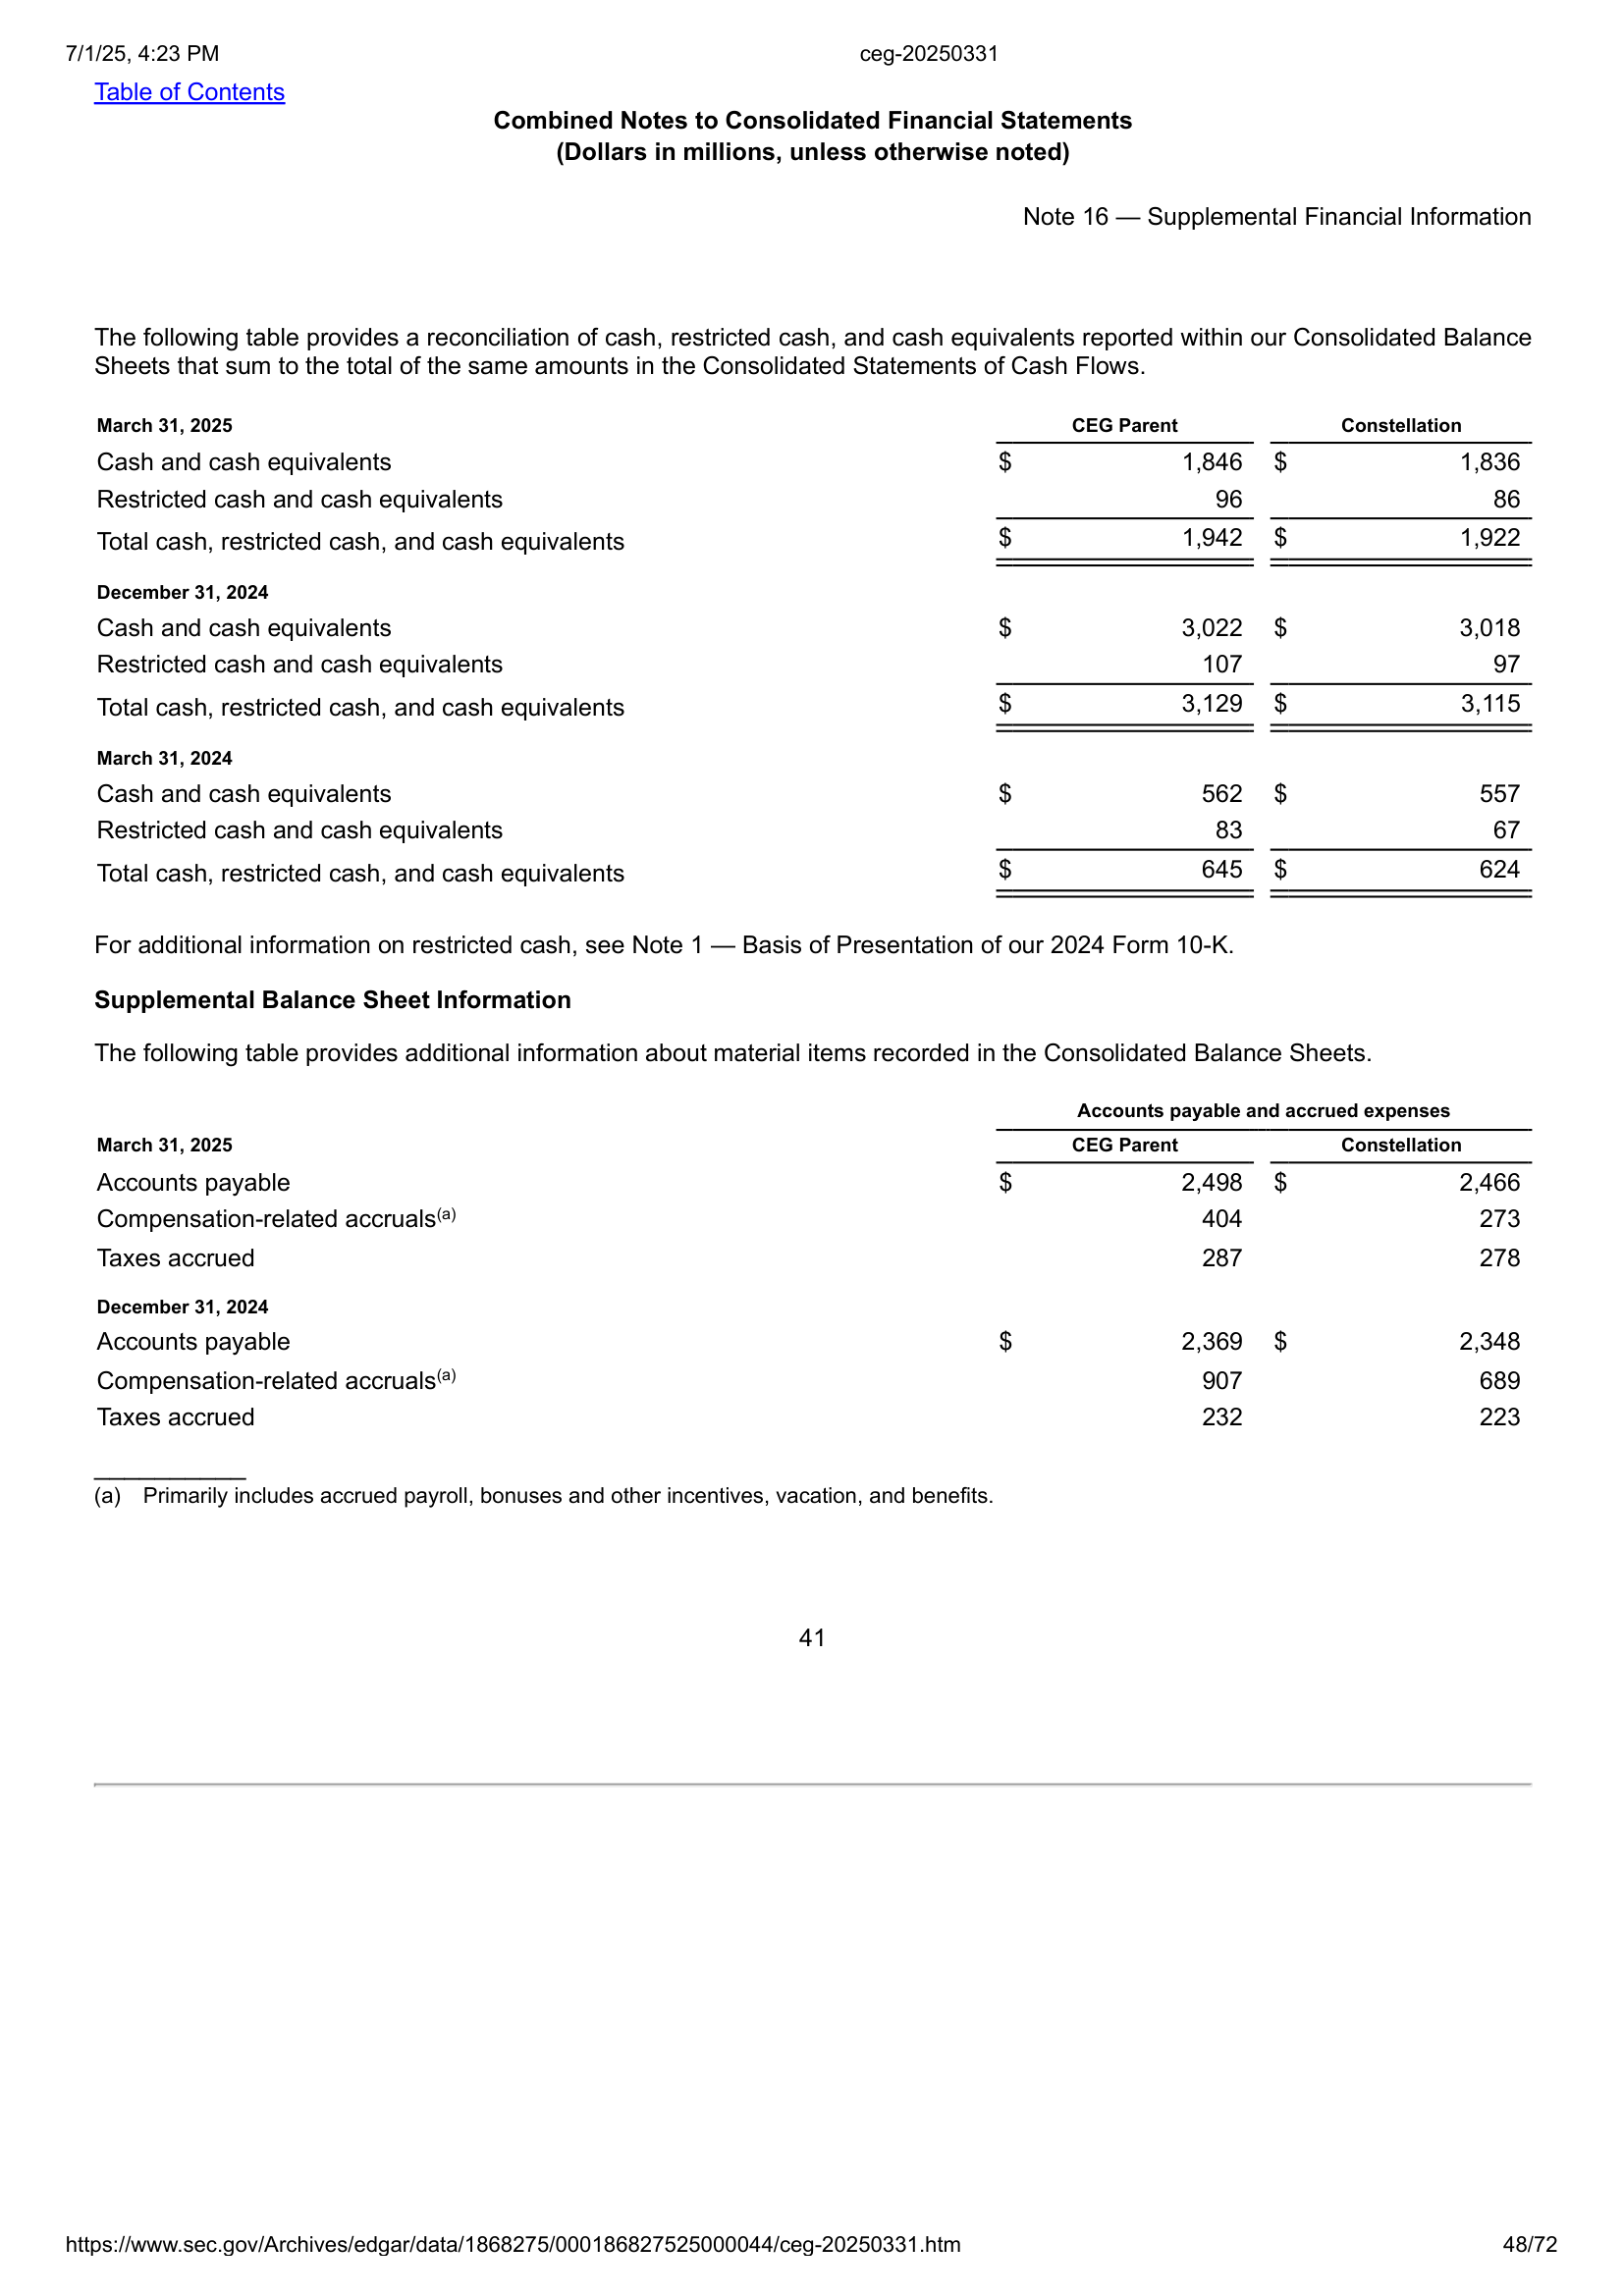 7/1/25, 4:23 PM ceg-20250331
Table of Contents
Combined Notes to Consolidated Financial Statements
(Dollars in millions, unless otherwise noted)
Note 16 — Supplemental Financial Information
The following table provides a reconciliation of cash, restricted cash, and cash equivalents reported within our Consolidated Balance
Sheets that sum to the total of the same amounts in the Consolidated Statements of Cash Flows.
March 31, 2025 CEG Parent Constellation
Cash and cash equivalents $ 1,846 $ 1,836
Restricted cash and cash equivalents 96 86
Total cash, restricted cash, and cash equivalents $ 1,942 $ 1,922
December 31, 2024
Cash and cash equivalents $ 3,022 $ 3,018
Restricted cash and cash equivalents 107 97
Total cash, restricted cash, and cash equivalents $ 3,129 $ 3,115
March 31, 2024
Cash and cash equivalents $ 562 $ 557
Restricted cash and cash equivalents 83 67
Total cash, restricted cash, and cash equivalents $ 645 $ 624
For additional information on restricted cash, see Note 1 — Basis of Presentation of our 2024 Form 10-K.
Supplemental Balance Sheet Information
The following table provides additional information about material items recorded in the Consolidated Balance Sheets.
Accounts payable and accrued expenses
March 31, 2025 CEG Parent Constellation
Accounts payable $ 2,498 $ 2,466
Compensation-related accruals(a) 404 273
Taxes accrued 287 278
December 31, 2024
Accounts payable $ 2,369 $ 2,348
Compensation-related accruals(a) 907 689
Taxes accrued 232 223
__________
(a) Primarily includes accrued payroll, bonuses and other incentives, vacation, and benefits.
41
https://www.sec.gov/Archives/edgar/data/1868275/000186827525000044/ceg-20250331.htm 48/72